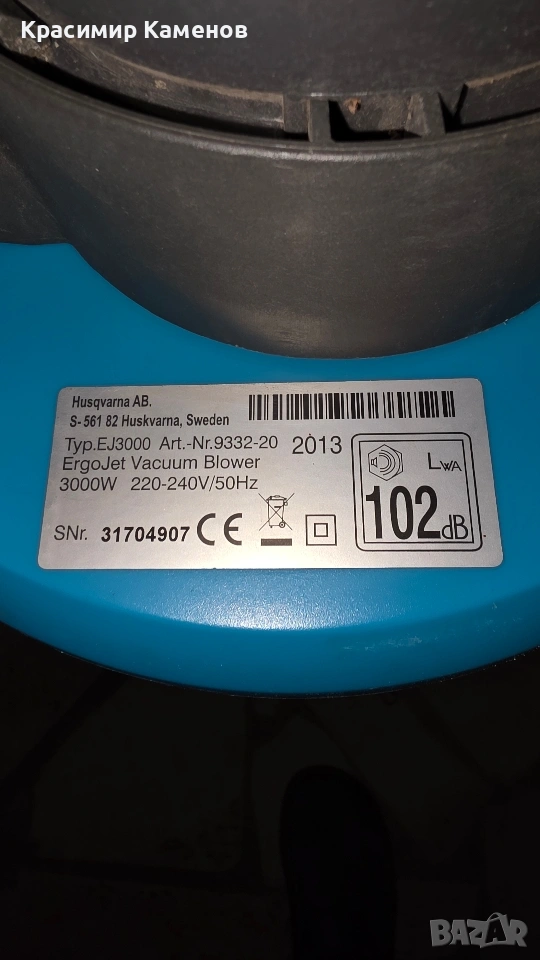 Красимир Каменов
Husqvarna AB.
S- 561 82 Huskvarna, Sweden
Typ.EJ3000 Art.-Nr.9332-20 2013
ErgoJet Vacuum Blower
3000W 220-240V/50Hz
SNr. 31704907 CE
LWA
102dB
BAZAR